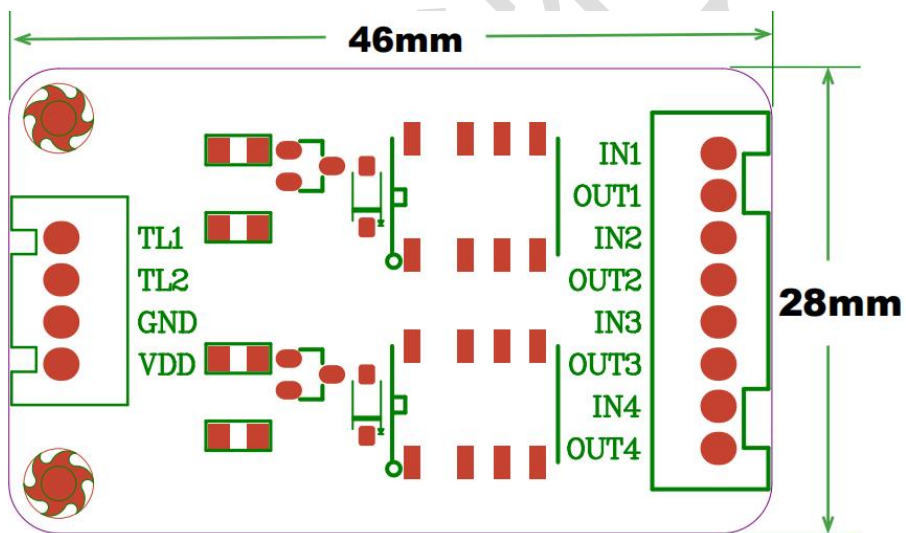 46mm
IN1
OUT1
TL1
IN2
TL2
OUT2
28mm
GND
IN3
VDD
OUT3
IN4
OUT4